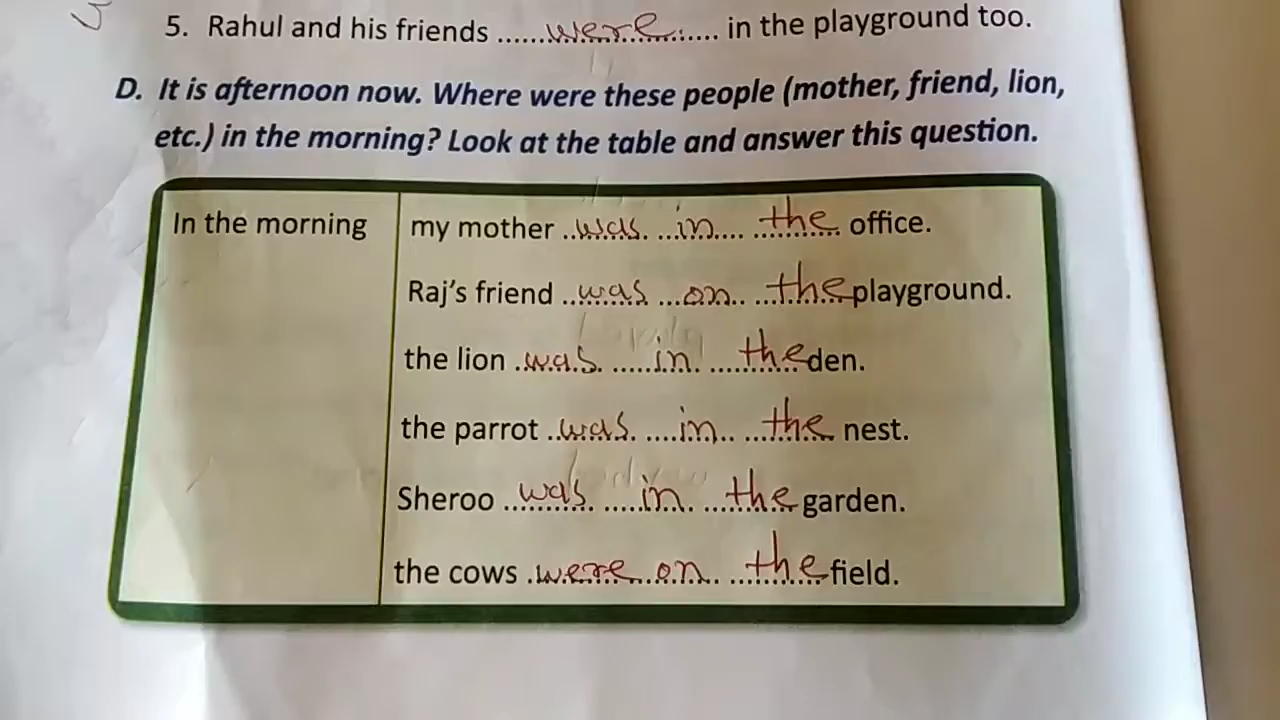 5. Rahul and his friends ......were...... in the playground too.
D. It is afternoon now. Where were these people (mother, friend, lion,
etc.) in the morning? Look at the table and answer this question.
In the morning
my mother ..was. ...in.... ...the... office.
Raj's friend ..was ...on.. ...the... playground.
the lion .was. .....in. ...the... den.
the parrot ..was. ....in.. ...the... nest.
Sheroo ...was... ...in... ...the... garden.
the cows .were...on.. ...the... field.